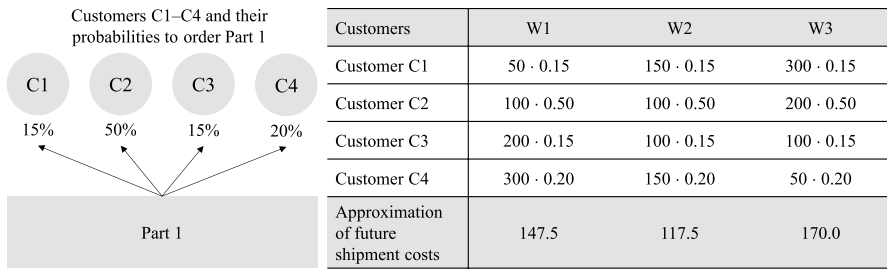 Customers C1–C4 and their
probabilities to order Part 1
C1 C2 C3 C4
15% 50% 15% 20%
Part 1
Customers W1 W2 W3
Customer C1 50 · 0.15 150 · 0.15 300 · 0.15
Customer C2 100 · 0.50 100 · 0.50 200 · 0.50
Customer C3 200 · 0.15 100 · 0.15 100 · 0.15
Customer C4 300 · 0.20 150 · 0.20 50 · 0.20
Approximation
of future 147.5 117.5 170.0
shipment costs